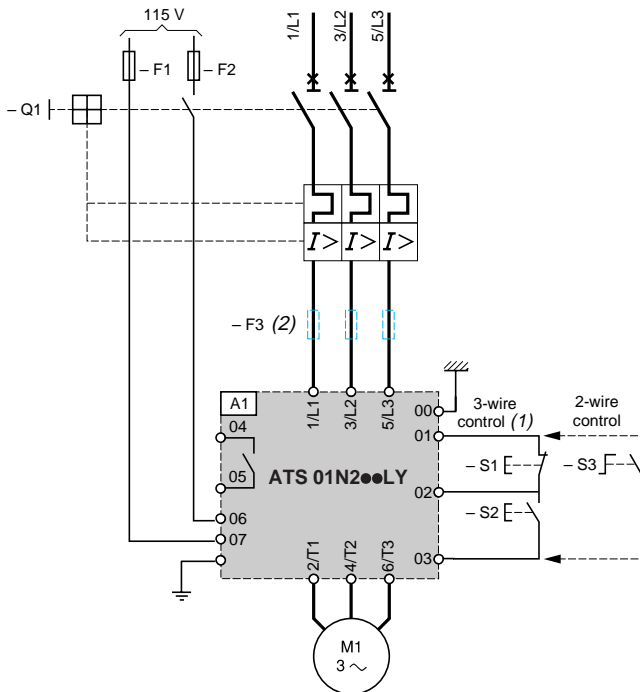 115 V
1/L1
3/L2
5/L3
– F1
– F2
– Q1
I>
I>
I>
– F3 (2)
A1
1/L1
3/L2
5/L3
00
3-wire
control (1)
2-wire
control
04
01
– S1
– S3
05
ATS 01N2●●LY
02
– S2
06
07
03
2/T1
4/T2
6/T3
M1
3 ~